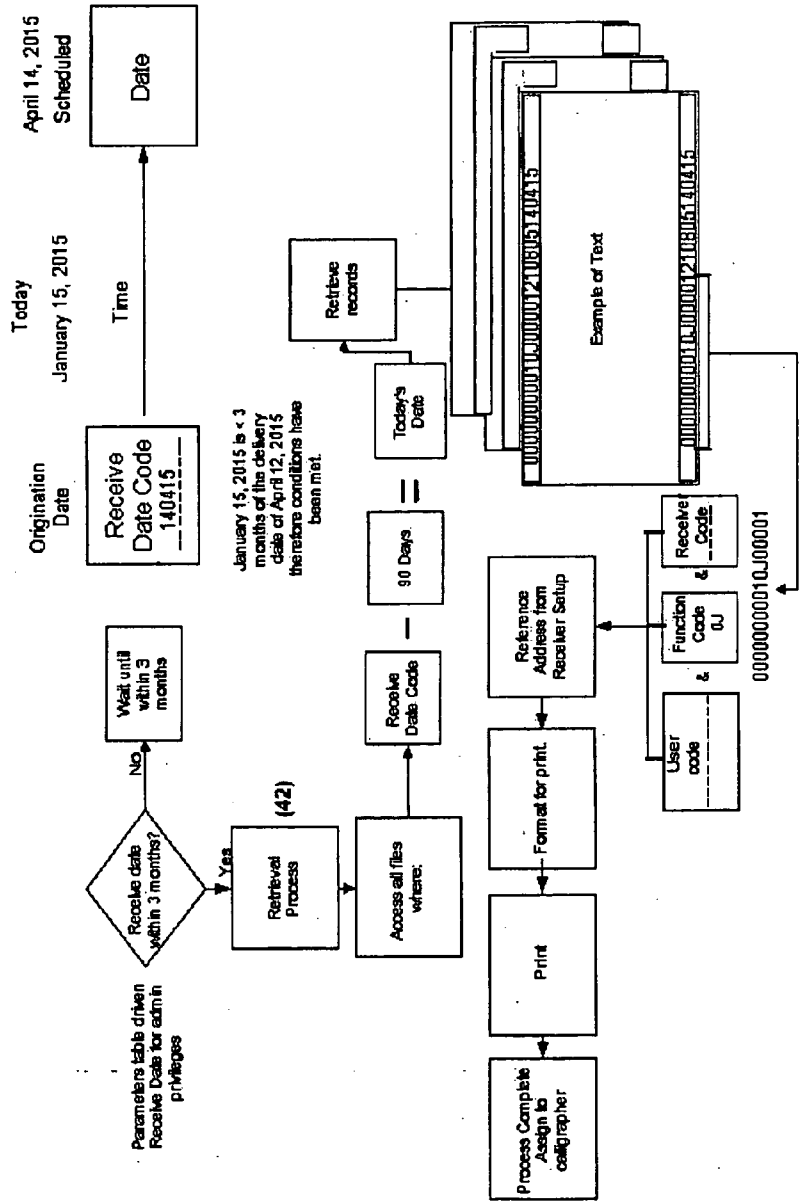 Parameters table driven
Receive Date for admin
privileges
Receive date
within 3 months?
No
Wait until
within 3
months
Yes
Retrieval
Process
(42)
Access all files
where;
Origination
Date
Receive
Date Code
140415
Today
January 15, 2015
Time
April 14, 2015
Scheduled
Date
January 15, 2015 is < 3
months of the delivery
date of April 12, 2015
therefore conditions have
been met.
Receive
Date Code
90 Days
Today's
Date
Retrieve
records
00000000010J00001210805140415
Example of Text
00000000010J00001210805140415
Process Complete
Assign to
calligrapher
Print
Format for print.
Reference
Address from
Receiver Setup
User
code
&
Function
Code
0J
&
Receiver
Code
00000000010J00001